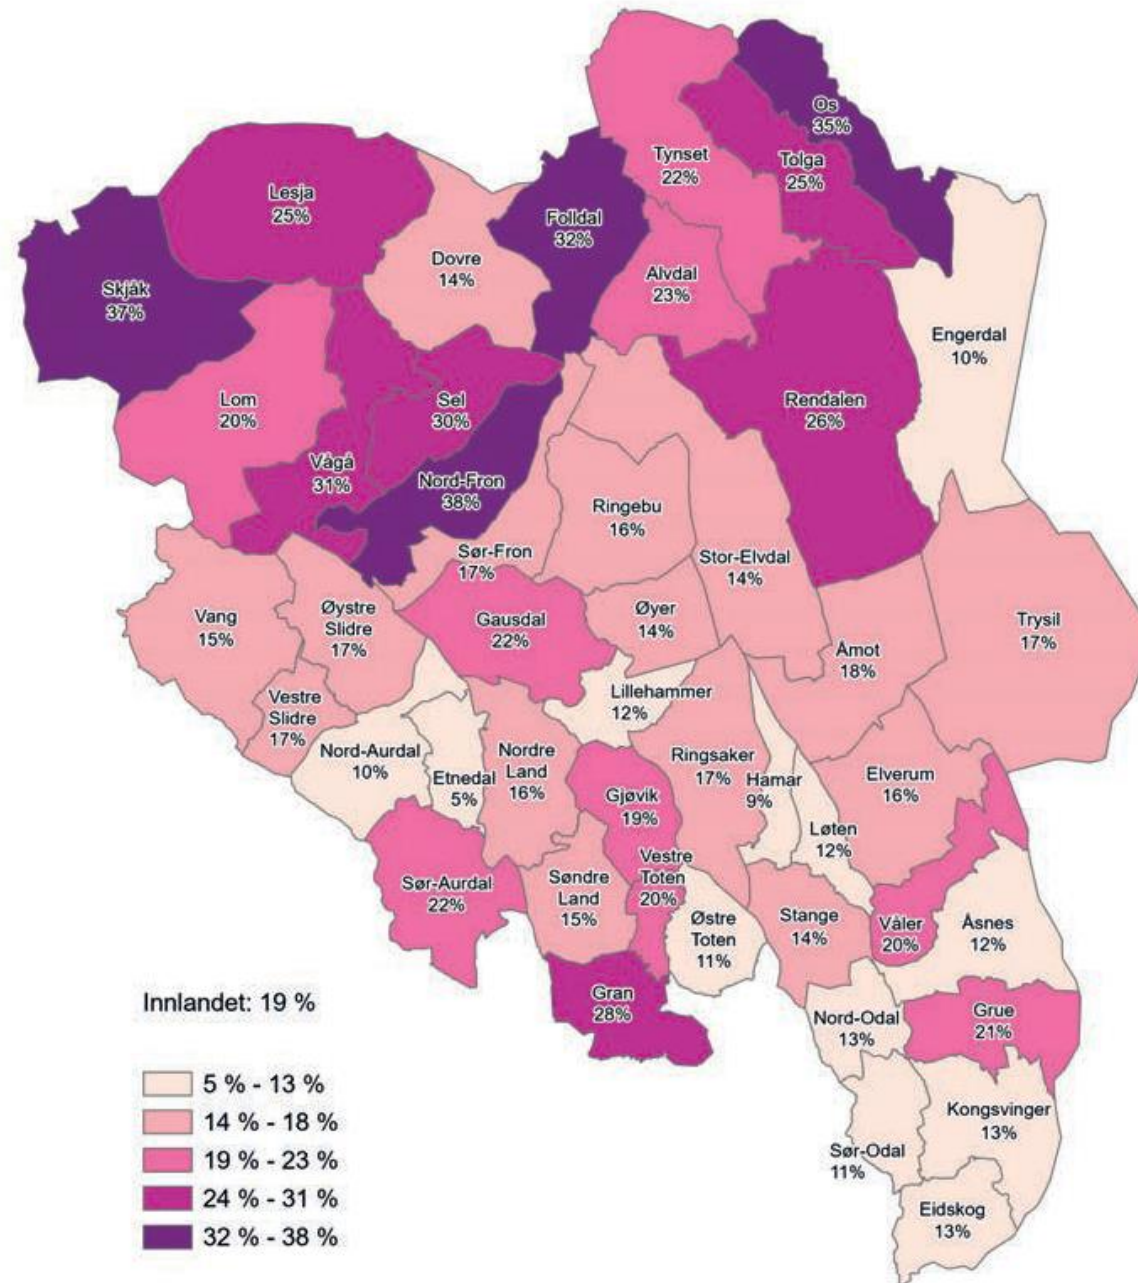 Os
35%
Tynset
22%
Tolga
25%
Lesja
25%
Folldal
32%
Dovre
14%
Alvdal
23%
Skjåk
37%
Engerdal
10%
Lom
20%
Sel
30%
Rendalen
26%
Vågå
31%
Nord-Fron
38%
Ringebu
16%
Sør-Fron
17%
Stor-Elvdal
14%
Vang
15%
Øystre
Slidre
17%
Gausdal
22%
Øyer
14%
Åmot
18%
Trysil
17%
Vestre
Slidre
17%
Lillehammer
12%
Nord-Aurdal
10%
Etnedal
5%
Nordre
Land
16%
Ringsaker
17%
Hamar
9%
Elverum
16%
Gjøvik
19%
Løten
12%
Vestre
Toten
20%
Sør-Aurdal
22%
Søndre
Land
15%
Østre
Toten
11%
Stange
14%
Våler
20%
Åsnes
12%
Gran
28%
Nord-Odal
13%
Grue
21%
Kongsvinger
13%
Sør-Odal
11%
Eidskog
13%
Innlandet: 19 %
5 % - 13 %
14 % - 18 %
19 % - 23 %
24 % - 31 %
32 % - 38 %